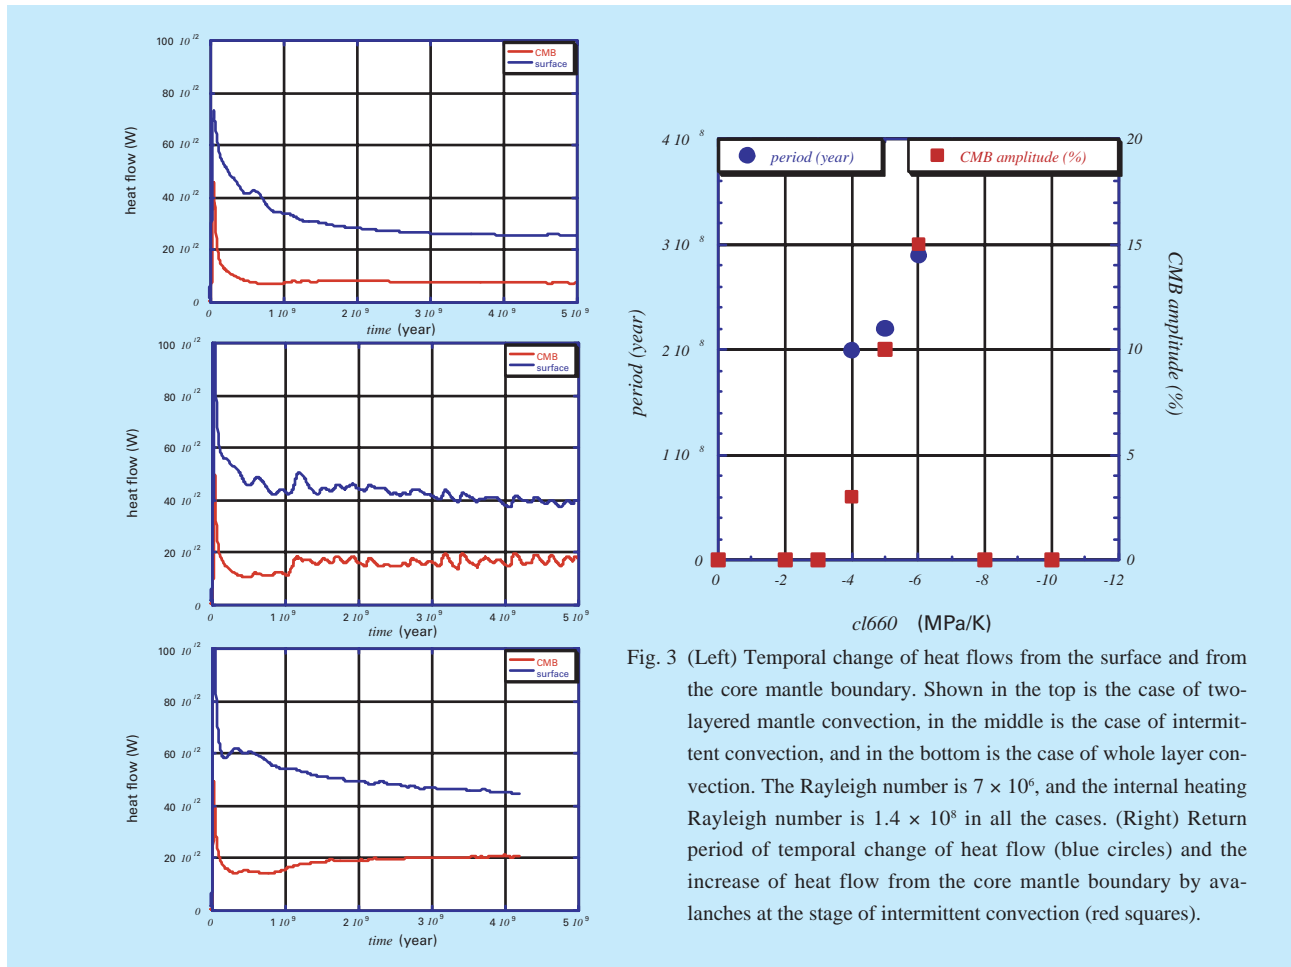 100 10 12
80 10 12
60 10 12
40 10 12
20 10 12
0
heat flow (W)
CMB
surface
0
1 10 9
2 10 9
3 10 9
4 10 9
5 10 9
time (year)
100 10 12
80 10 12
60 10 12
40 10 12
20 10 12
0
heat flow (W)
CMB
surface
0
1 10 9
2 10 9
3 10 9
4 10 9
5 10 9
time (year)
100 10 12
80 10 12
60 10 12
40 10 12
20 10 12
0
heat flow (W)
CMB
surface
0
1 10 9
2 10 9
3 10 9
4 10 9
5 10 9
time (year)
4 10 8
3 10 8
2 10 8
1 10 8
0
period (year)
period (year)
CMB amplitude (%)
20
15
10
5
0
CMB amplitude (%)
0
-2
-4
-6
-8
-10
-12
cl660 (MPa/K)
Fig. 3 (Left) Temporal change of heat flows from the surface and from
the core mantle boundary. Shown in the top is the case of two-
layered mantle convection, in the middle is the case of intermit-
tent convection, and in the bottom is the case of whole layer con-
vection. The Rayleigh number is 7 × 10⁶, and the internal heating
Rayleigh number is 1.4 × 10⁸ in all the cases. (Right) Return
period of temporal change of heat flow (blue circles) and the
increase of heat flow from the core mantle boundary by ava-
lanches at the stage of intermittent convection (red squares).